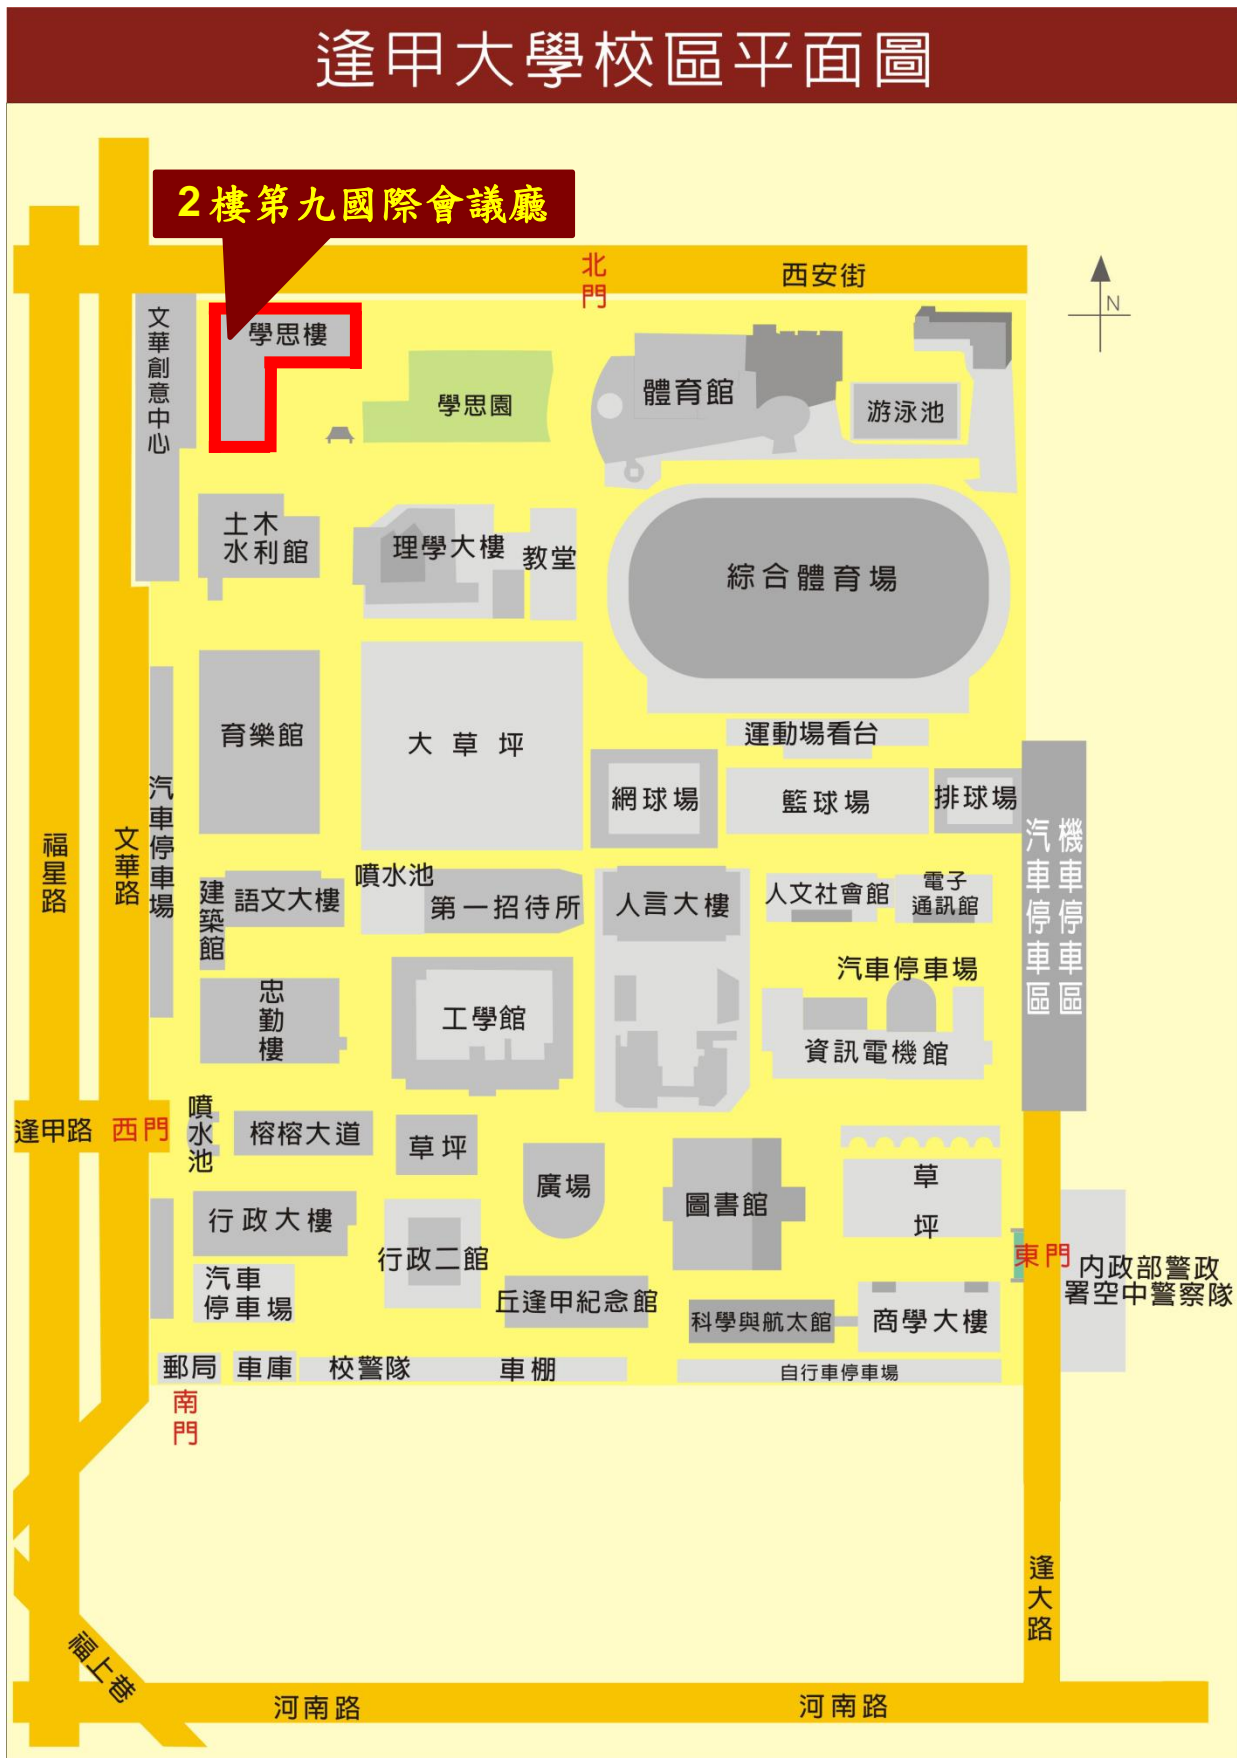 逢甲大學校區平面圖
2樓第九國際會議廳
北門
西安街
N
文華創意中心
學思樓
學思園
體育館
游泳池
土木
水利館
理學大樓
教堂
綜合體育場
育樂館
大草坪
運動場看台
網球場
籃球場
排球場
汽車停車場
福星路
文華路
機車停車區
汽車停車區
建築館
語文大樓
噴水池
第一招待所
人言大樓
人文社會館
電子
通訊館
汽車停車場
忠勤樓
工學館
資訊電機館
逢甲路
西門
噴水池
榕榕大道
草坪
廣場
圖書館
草
坪
行政大樓
行政二館
東門
內政部警政
署空中警察隊
汽車
停車場
丘逢甲紀念館
科學與航太館
商學大樓
郵局
車庫
校警隊
車棚
自行車停車場
南門
逢大路
福上巷
河南路
河南路